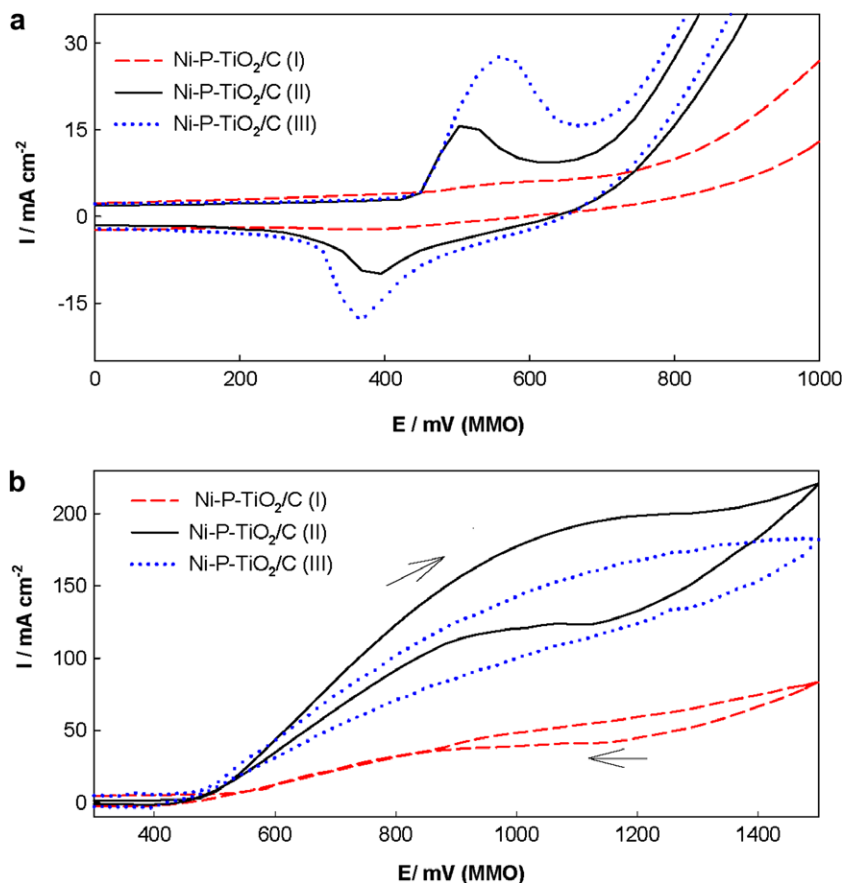 a
I / mA cm⁻²
30
15
0
-15
Ni-P-TiO₂/C (I)
Ni-P-TiO₂/C (II)
Ni-P-TiO₂/C (III)
0 200 400 600 800 1000
E / mV (MMO)
b
I / mA cm⁻²
200
150
100
50
0
Ni-P-TiO₂/C (I)
Ni-P-TiO₂/C (II)
Ni-P-TiO₂/C (III)
400 600 800 1000 1200 1400
E / mV (MMO)